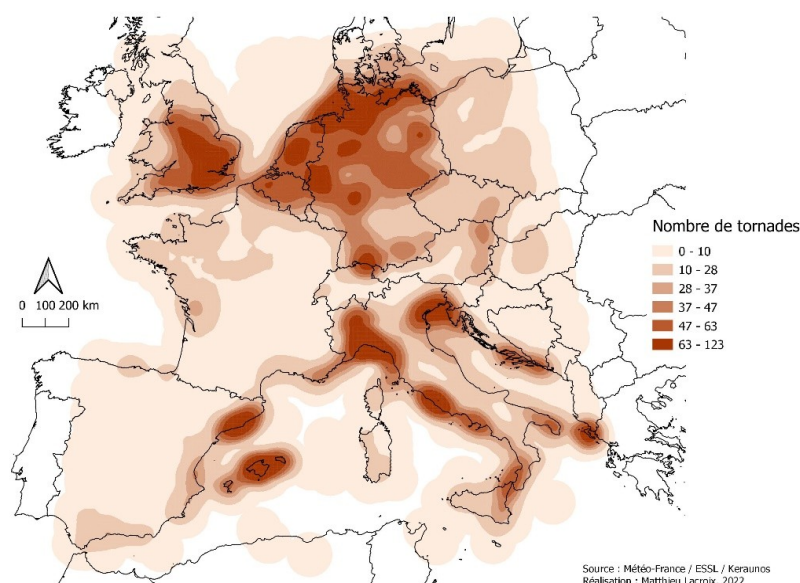 Nombre de tornades
0 - 10
10 - 28
28 - 37
37 - 47
47 - 63
63 - 123
0 100 200 km
Source : Météo-France / ESSL / Keraunos
Réalisation : Matthieu Lacroix, 2022